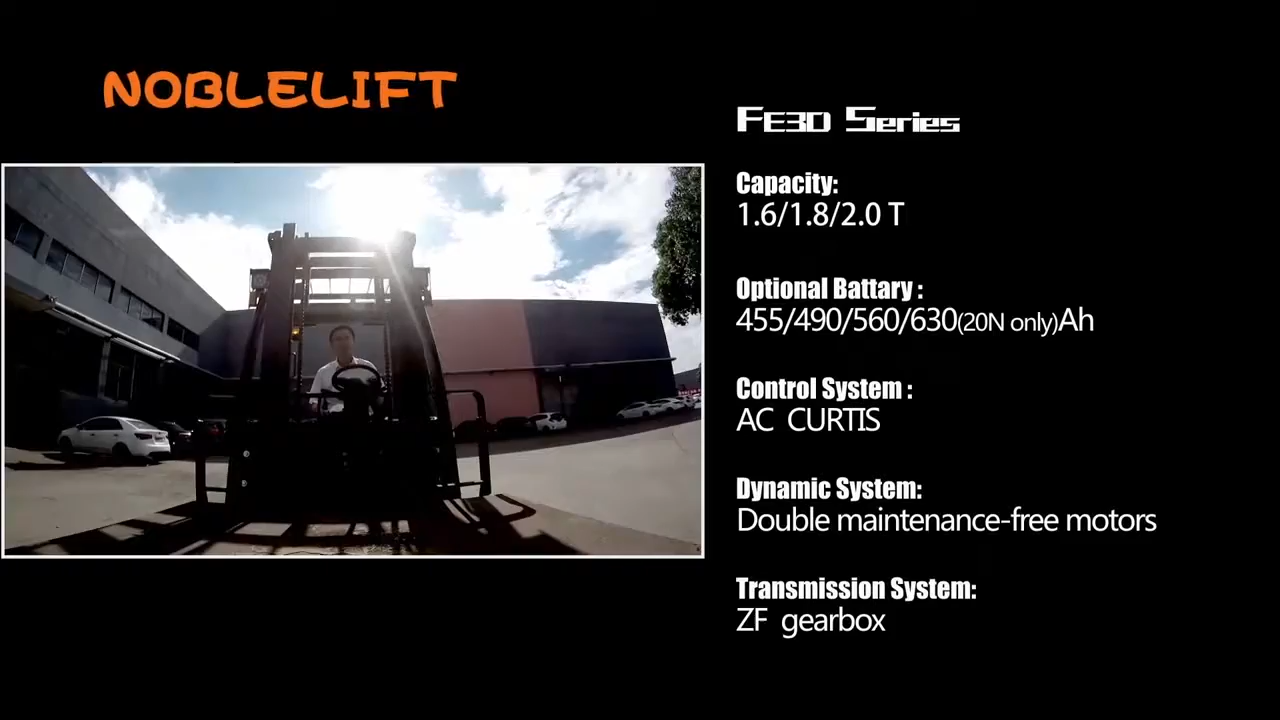 NOBLELIFT
FE3D Series
Capacity:
1.6/1.8/2.0 T
Optional Battary :
455/490/560/630(20N only)Ah
Control System :
AC CURTIS
Dynamic System:
Double maintenance-free motors
Transmission System:
ZF gearbox